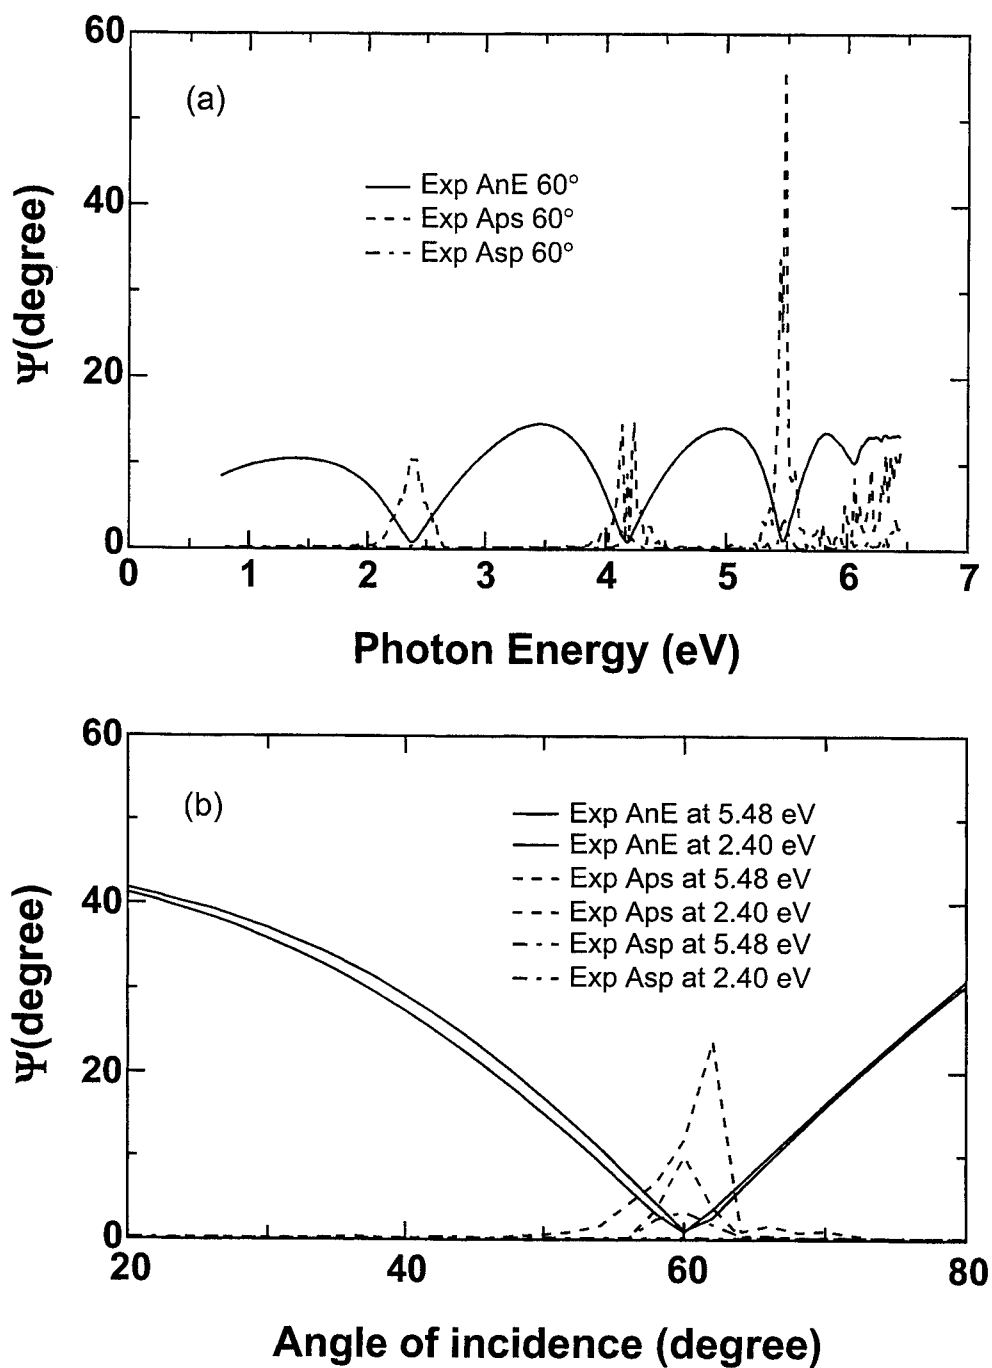 60
(a)
Exp AnE 60°
Exp Aps 60°
Exp Asp 60°
40
20
0
Ψ(degree)
0 1 2 3 4 5 6 7
Photon Energy (eV)
60
(b)
Exp AnE at 5.48 eV
Exp AnE at 2.40 eV
Exp Aps at 5.48 eV
Exp Aps at 2.40 eV
Exp Asp at 5.48 eV
Exp Asp at 2.40 eV
40
20
0
Ψ(degree)
20 40 60 80
Angle of incidence (degree)